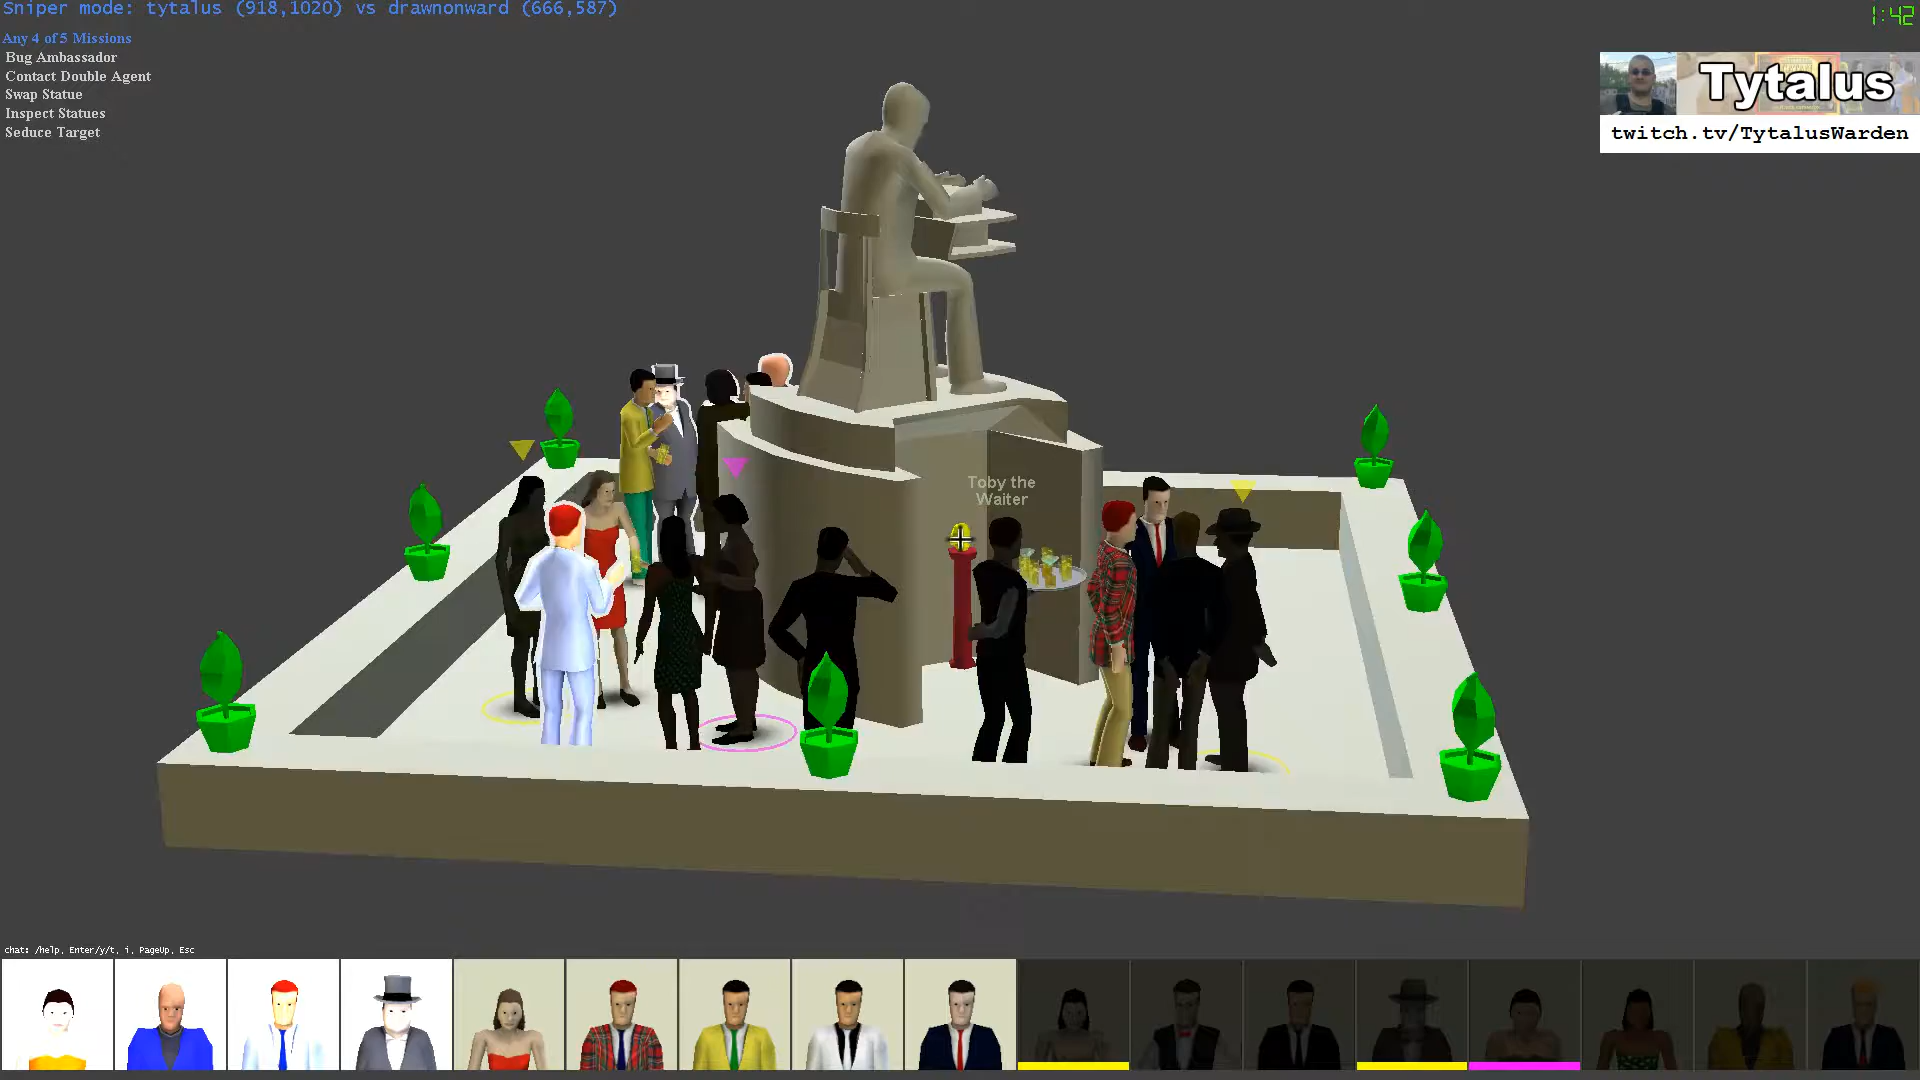 Sniper mode: tytalus (918,1020) vs drawnonward (666,587)
1:42
Any 4 of 5 Missions
Bug Ambassador
Contact Double Agent
Swap Statue
Inspect Statues
Seduce Target
Tytalus
twitch.tv/TytalusWarden
Toby the
Waiter
chat: /help, Enter/y/t, i, PageUp, Esc